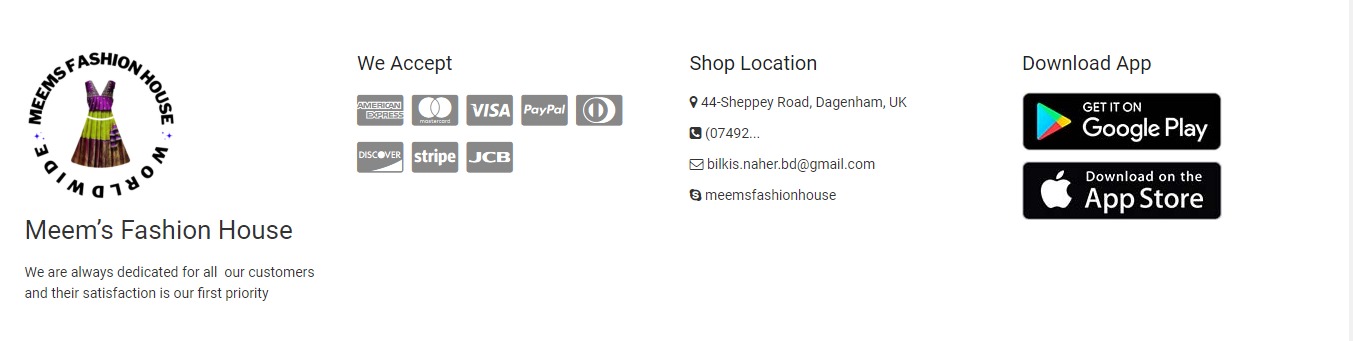 MEEMS FASHION HOUSE
WORLDWIDE
Meem’s Fashion House
We are always dedicated for all  our customers
and their satisfaction is our first priority
We Accept
AMERICAN EXPRESS
mastercard
VISA
PayPal
DISCOVER
stripe
JCB
Shop Location
44-Sheppey Road, Dagenham, UK
(07492...
bilkis.naher.bd@gmail.com
meemsfashionhouse
Download App
GET IT ON
Google Play
Download on the
App Store